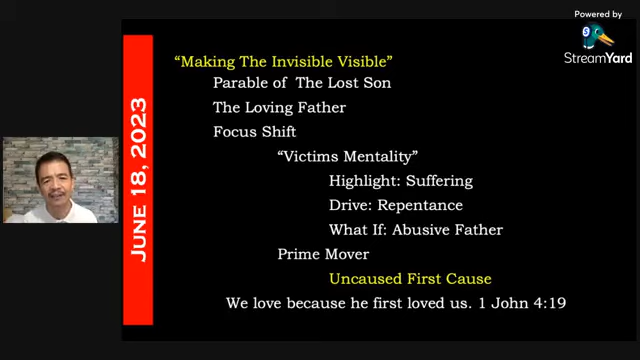 Powered by
StreamYard
JUNE 18, 2023
“Making The Invisible Visible”
Parable of The Lost Son
The Loving Father
Focus Shift
“Victims Mentality”
Highlight: Suffering
Drive: Repentance
What If: Abusive Father
Prime Mover
Uncaused First Cause
We love because he first loved us. 1 John 4:19